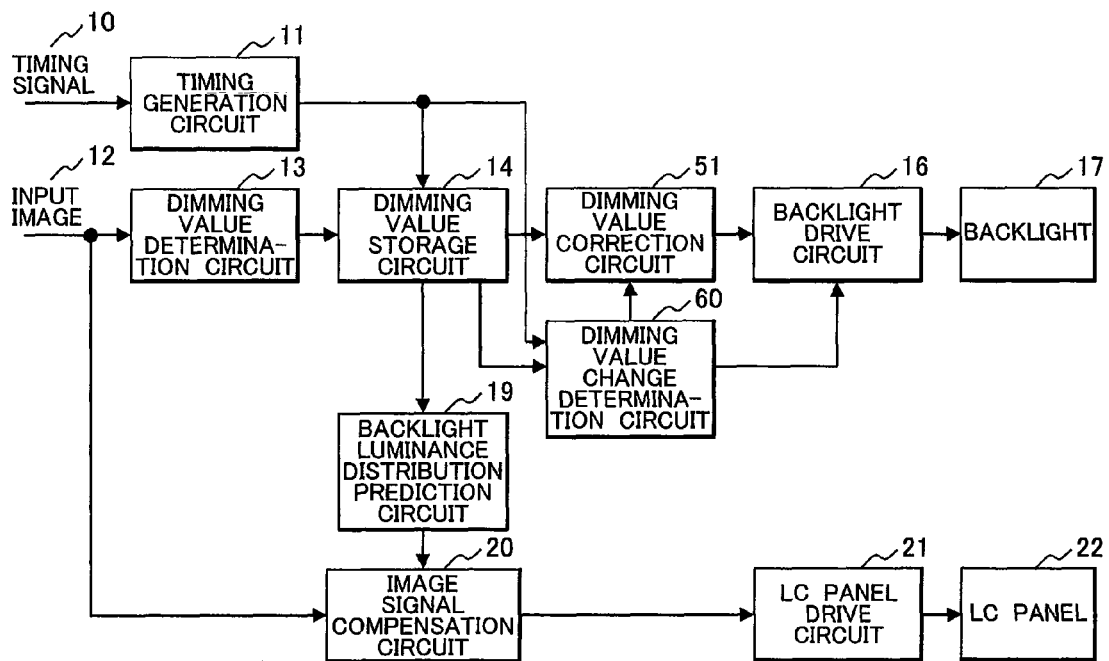 10
TIMING
SIGNAL
11
TIMING
GENERATION
CIRCUIT
12
INPUT
IMAGE
13
DIMMING
VALUE
DETERMINA-
TION CIRCUIT
14
DIMMING
VALUE
STORAGE
CIRCUIT
51
DIMMING
VALUE
CORRECTION
CIRCUIT
16
BACKLIGHT
DRIVE
CIRCUIT
17
BACKLIGHT
60
DIMMING
VALUE
CHANGE
DETERMINA-
TION CIRCUIT
19
BACKLIGHT
LUMINANCE
DISTRIBUTION
PREDICTION
CIRCUIT
20
IMAGE
SIGNAL
COMPENSATION
CIRCUIT
21
LC PANEL
DRIVE
CIRCUIT
22
LC PANEL